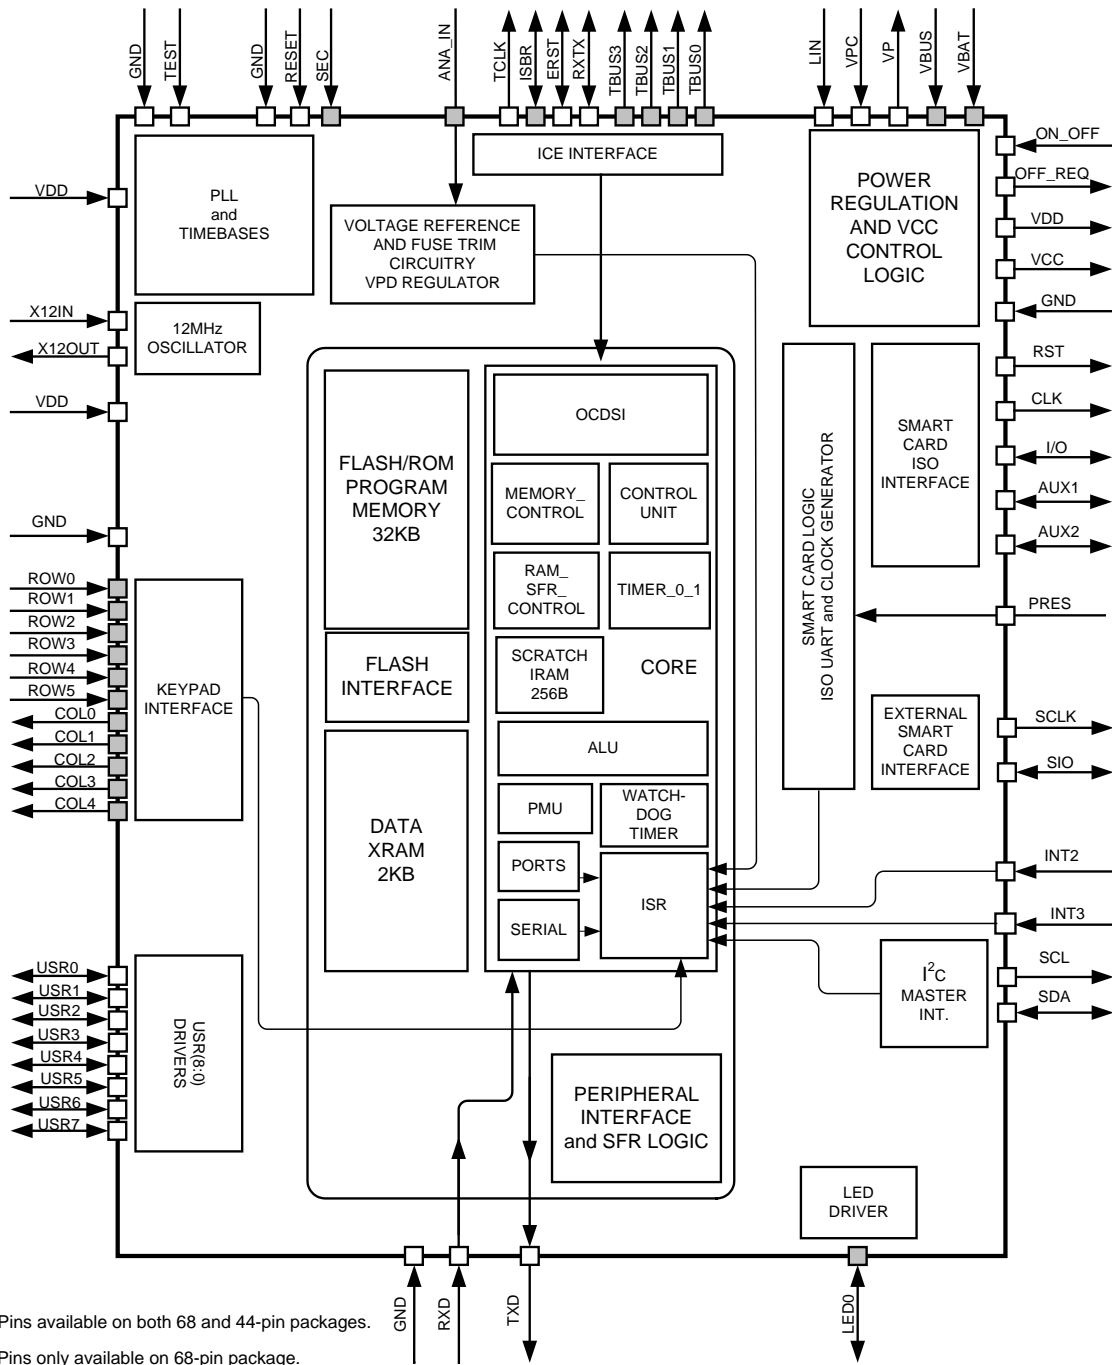 GND
TEST
GND
RESET
SEC
ANA_IN
TCLK
ISBR
ERST
RXTX
TBUS3
TBUS2
TBUS1
TBUS0
LIN
VPC
VP
VBUS
VBAT
VDD
X12IN
X12OUT
VDD
GND
ROW0
ROW1
ROW2
ROW3
ROW4
ROW5
COL0
COL1
COL2
COL3
COL4
USR0
USR1
USR2
USR3
USR4
USR5
USR6
USR7
PLL
and
TIMEBASES
12MHz
OSCILLATOR
KEYPAD
INTERFACE
USR(8:0)
DRIVERS
ICE INTERFACE
VOLTAGE REFERENCE
AND FUSE TRIM
CIRCUITRY
VPD REGULATOR
FLASH/ROM
PROGRAM
MEMORY
32KB
FLASH
INTERFACE
DATA
XRAM
2KB
OCDSI
MEMORY_
CONTROL
CONTROL
UNIT
RAM_
SFR_
CONTROL
TIMER_0_1
SCRATCH
IRAM
256B
CORE
ALU
PMU
WATCH-
DOG
TIMER
PORTS
ISR
SERIAL
PERIPHERAL
INTERFACE
and SFR LOGIC
POWER
REGULATION
AND VCC
CONTROL
LOGIC
SMART CARD LOGIC
ISO UART and CLOCK GENERATOR
SMART
CARD
ISO
INTERFACE
EXTERNAL
SMART
CARD
INTERFACE
I2C
MASTER
INT.
LED
DRIVER
ON_OFF
OFF_REQ
VDD
VCC
GND
RST
CLK
I/O
AUX1
AUX2
PRES
SCLK
SIO
INT2
INT3
SCL
SDA
GND
RXD
TXD
LED0
Pins available on both 68 and 44-pin packages.
Pins only available on 68-pin package.